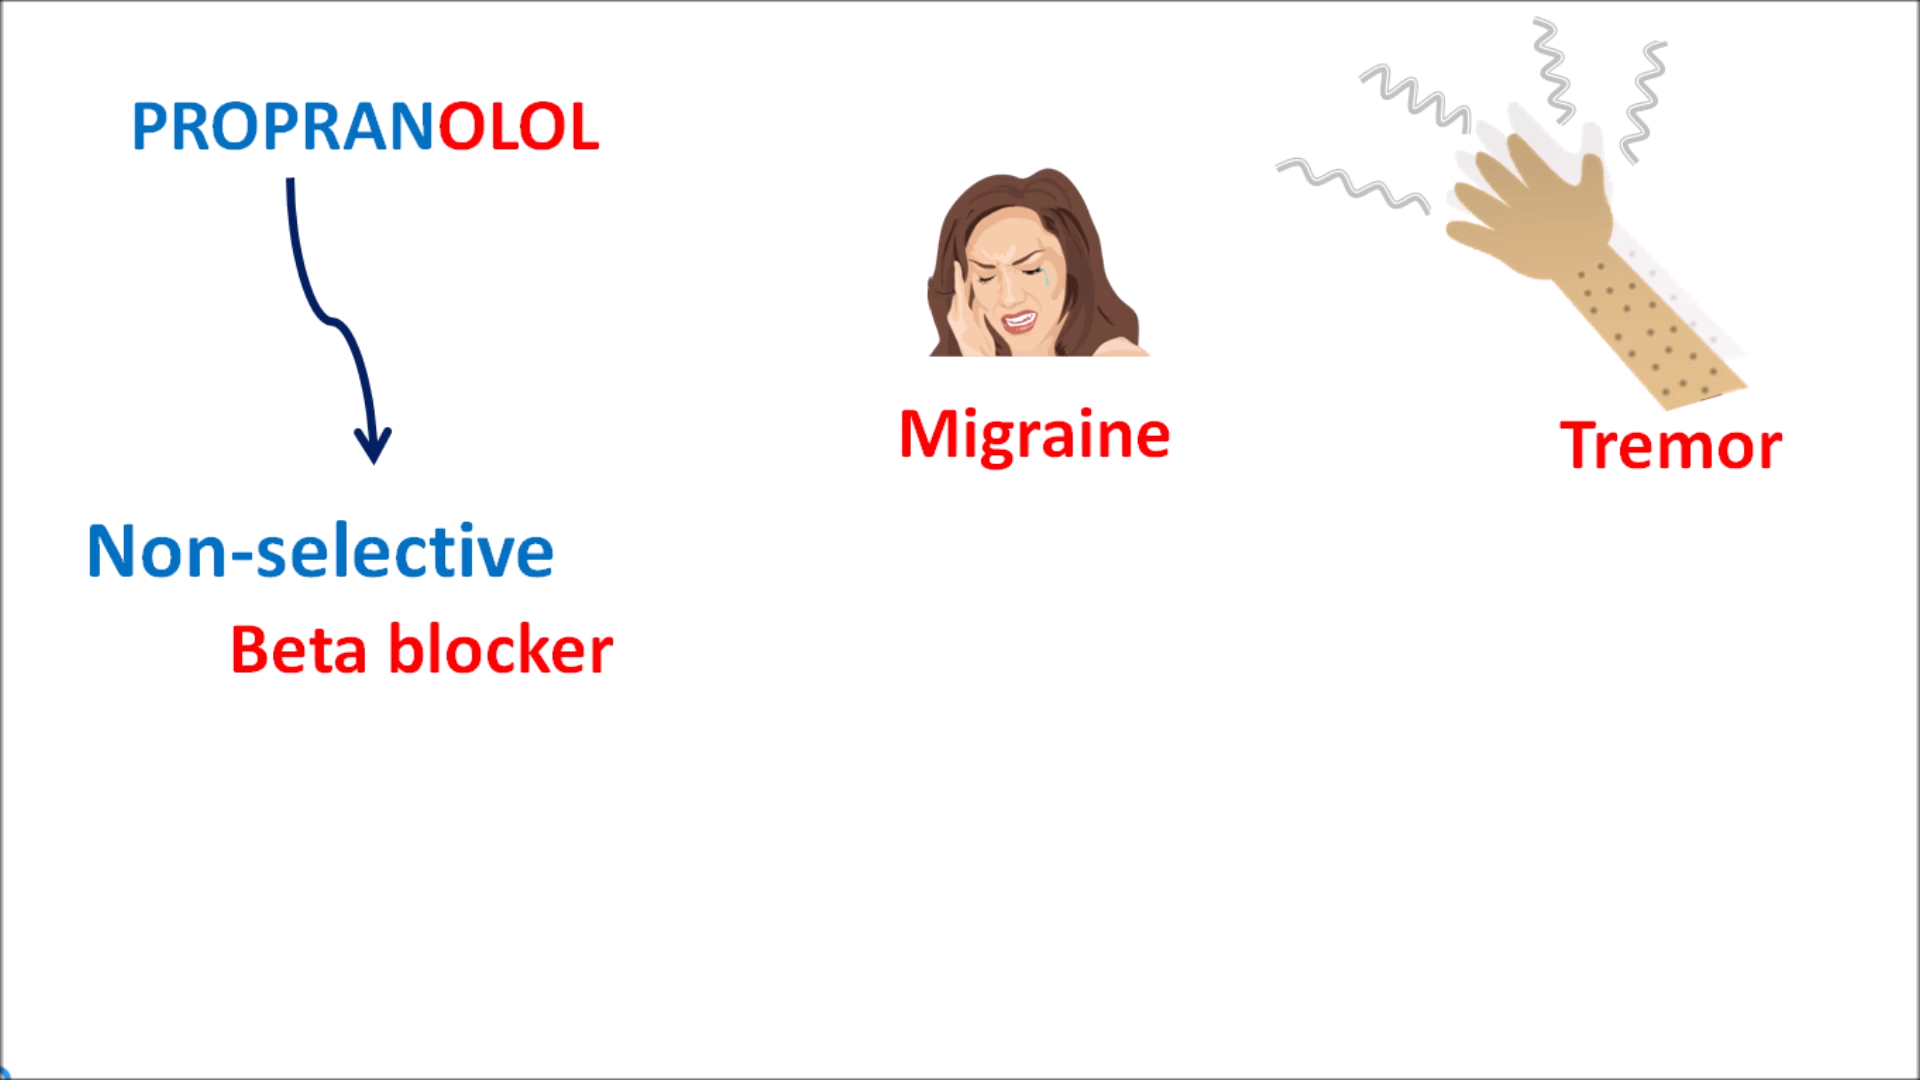 PROPRANOLOL
Migraine
Tremor
Non-selective
Beta blocker